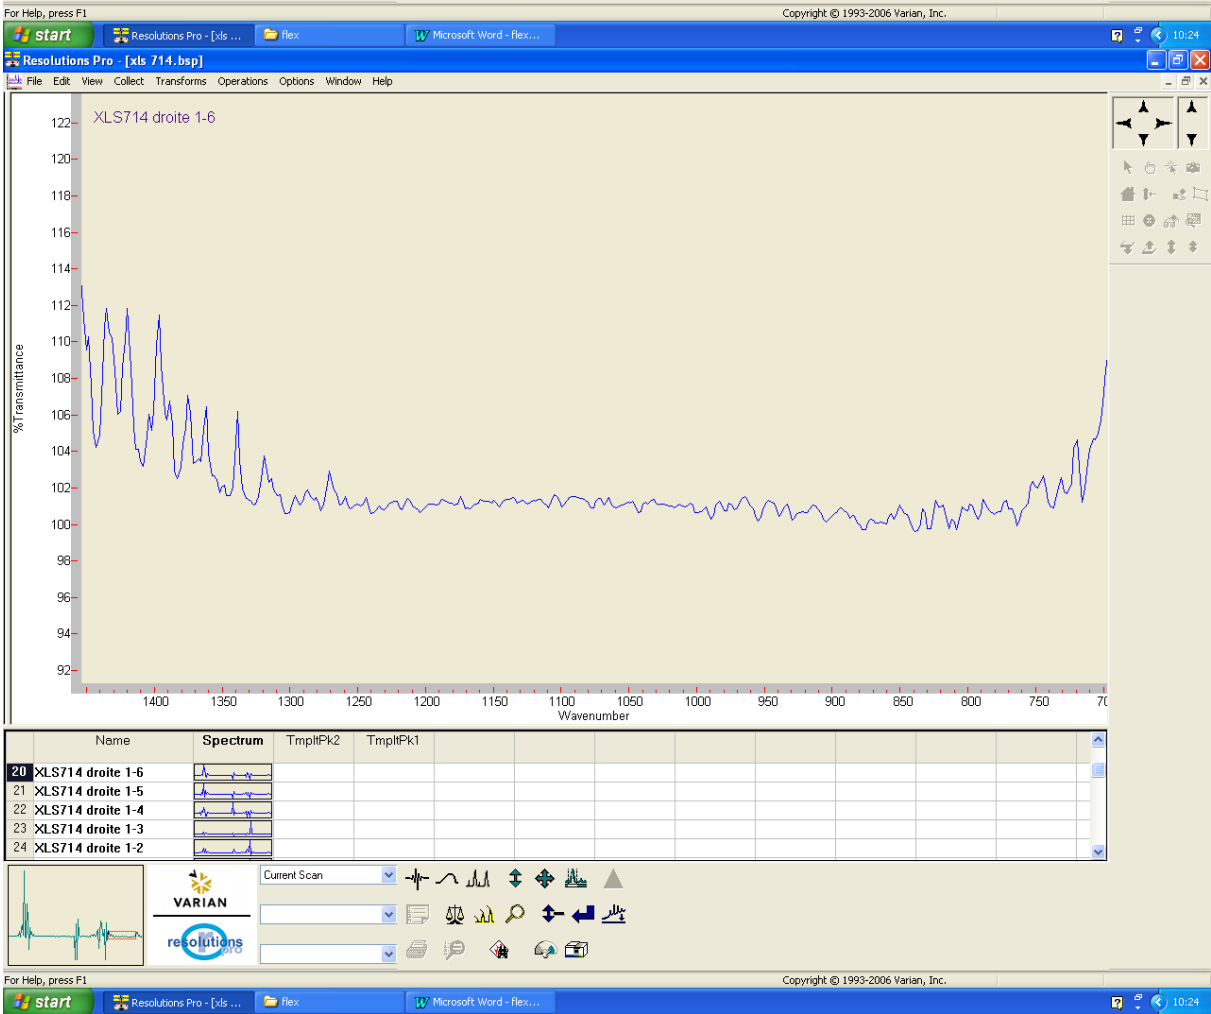 For Help, press F1 Copyright © 1993-2006 Varian, Inc.
start Resolutions Pro - [xls ... flex Microsoft Word - flex... 10:24
Resolutions Pro - [xls 714.bsp]
File Edit View Collect Transforms Operations Options Window Help
XLS714 droite 1-6
122
120
118
116
114
112
110
108
106
104
102
100
98
96
94
92
%Transmittance
1400 1350 1300 1250 1200 1150 1100 1050 1000 950 900 850 800 750 70
Wavenumber
Name Spectrum TmpltPk2 TmpltPk1
20 XLS714 droite 1-6
21 XLS714 droite 1-5
22 XLS714 droite 1-4
23 XLS714 droite 1-3
24 XLS714 droite 1-2
Current Scan
VARIAN
resolutions
pro
For Help, press F1 Copyright © 1993-2006 Varian, Inc.
start Resolutions Pro - [xls ... flex Microsoft Word - flex... 10:24